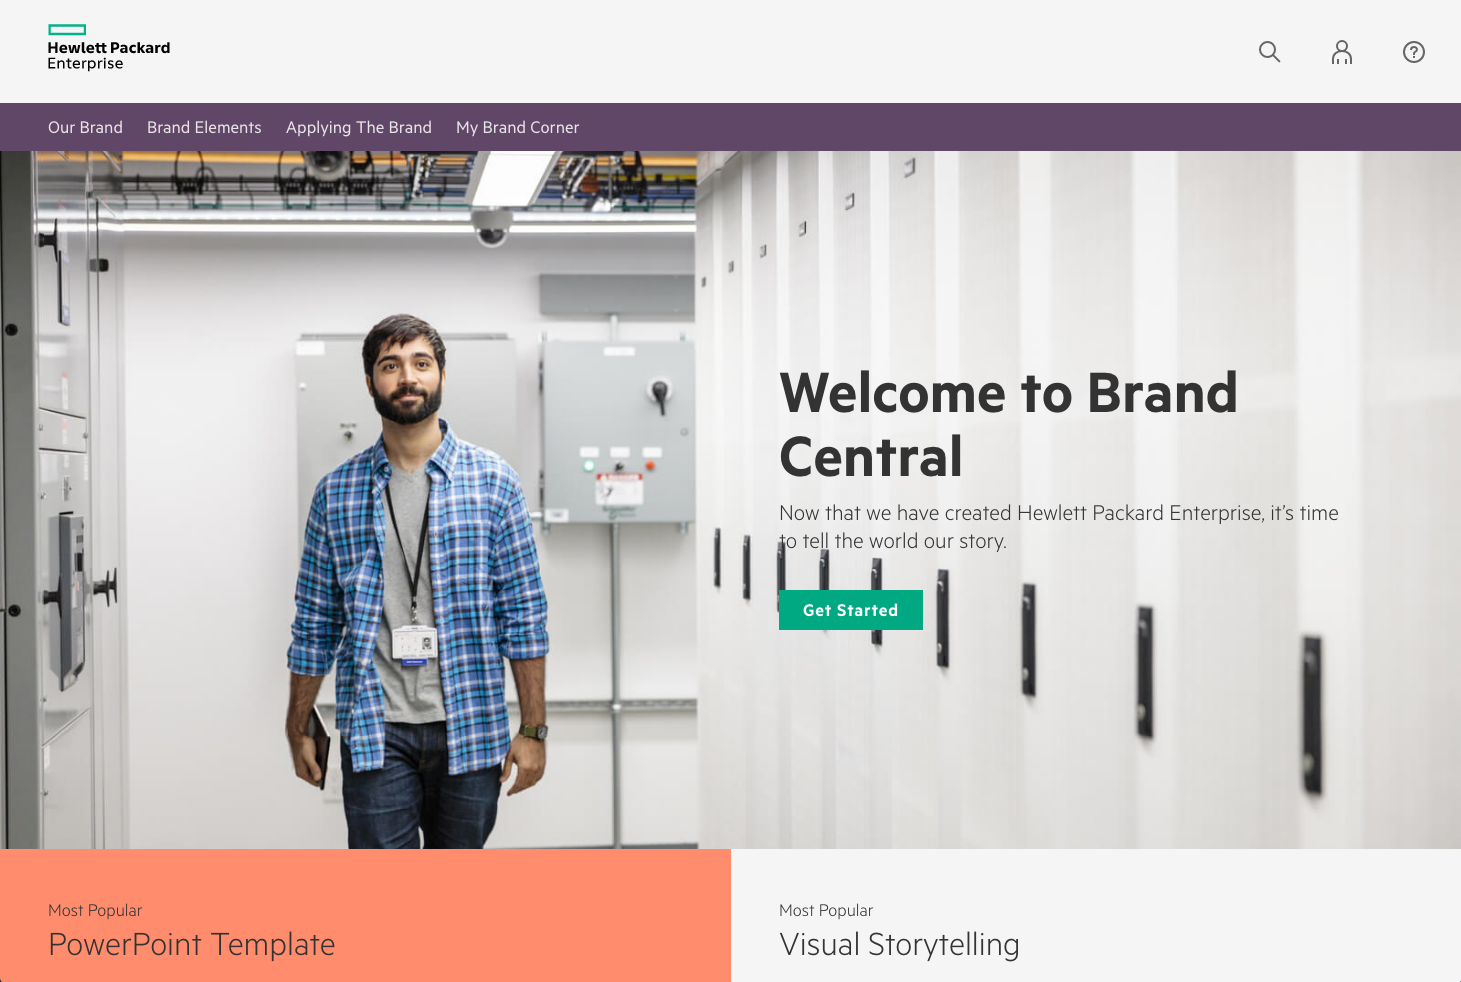 Hewlett Packard
Enterprise
Our Brand
Brand Elements
Applying The Brand
My Brand Corner
Welcome to Brand
Central
Now that we have created Hewlett Packard Enterprise, it’s time
to tell the world our story.
Get Started
Most Popular
PowerPoint Template
Most Popular
Visual Storytelling